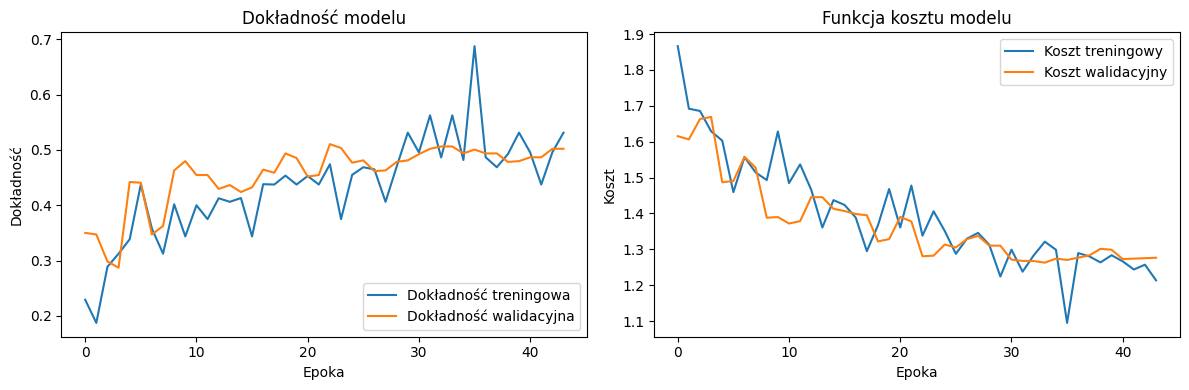 Dokładność modelu
Dokładność
0.7
0.6
0.5
0.4
0.3
0.2
0
10
20
30
40
Epoka
Dokładność treningowa
Dokładność walidacyjna
Funkcja kosztu modelu
Koszt
1.9
1.8
1.7
1.6
1.5
1.4
1.3
1.2
1.1
0
10
20
30
40
Epoka
Koszt treningowy
Koszt walidacyjny